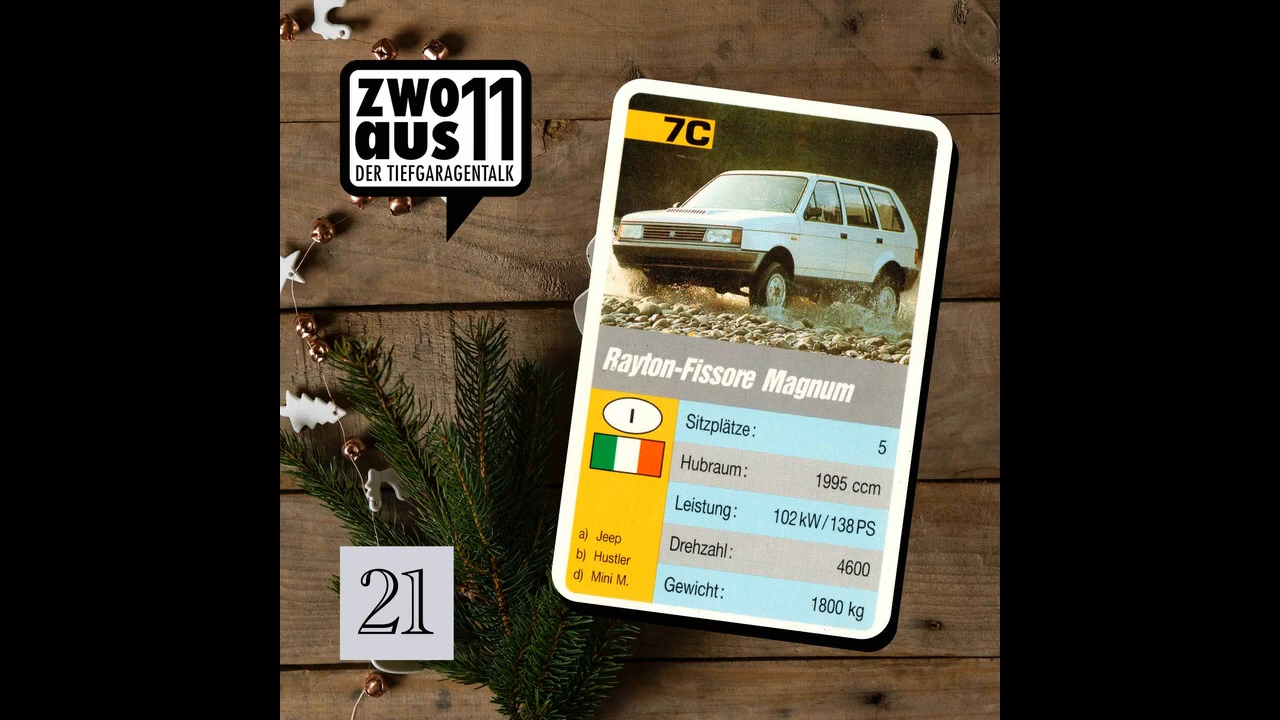 zwo
aus 11
DER TIEFGARAGENTALK
7C
Rayton-Fissore Magnum
I
a) Jeep
b) Hustler
d) Mini M.
Sitzplätze: 5
Hubraum: 1995 ccm
Leistung: 102 kW/138 PS
Drehzahl: 4600
Gewicht: 1800 kg
21